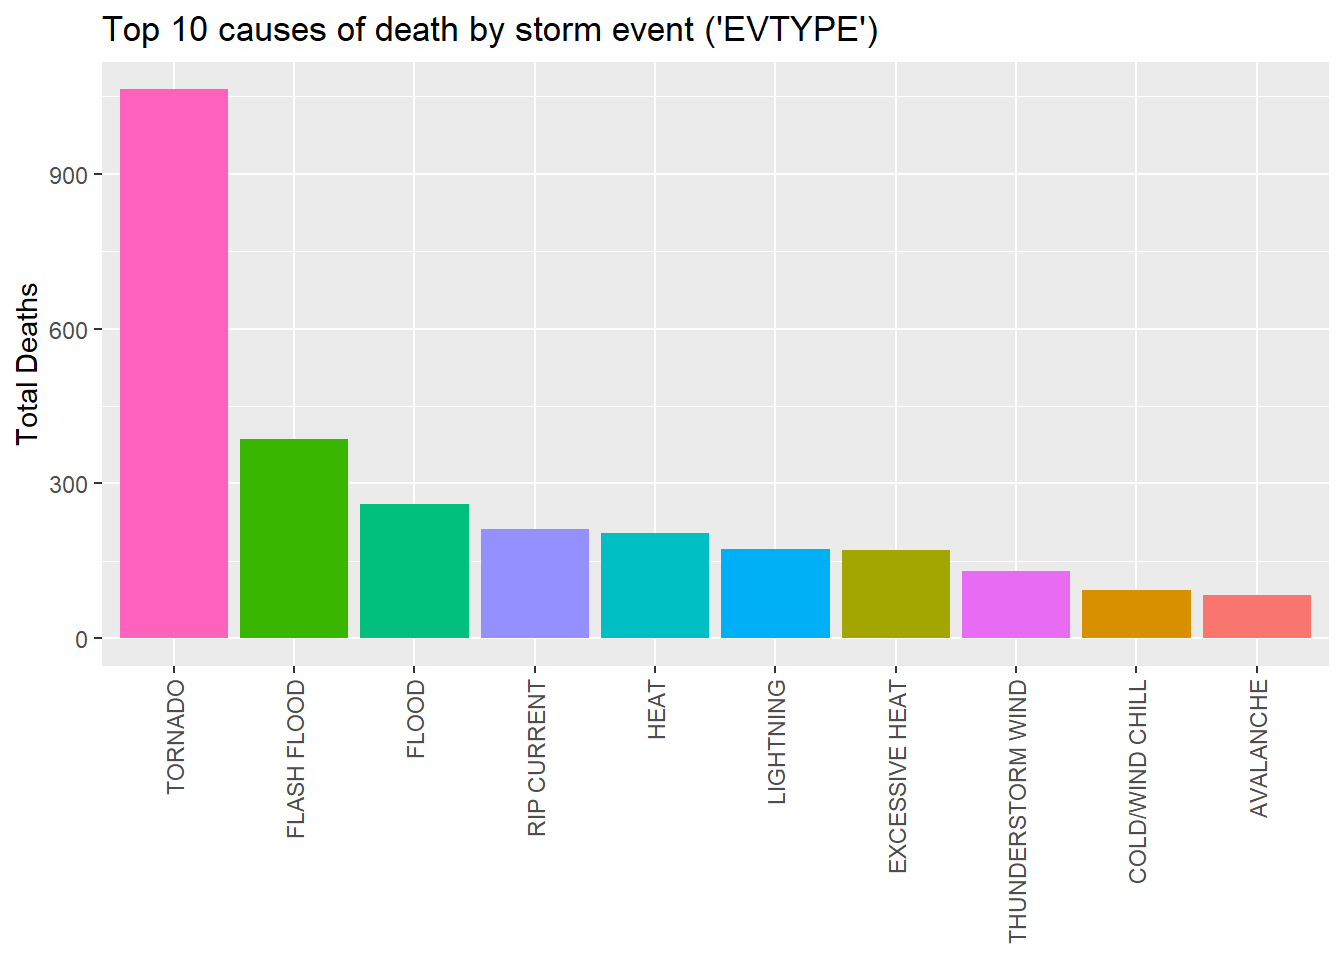 Top 10 causes of death by storm event ('EVTYPE')
Total Deaths
900
600
300
0
TORNADO
FLASH FLOOD
FLOOD
RIP CURRENT
HEAT
LIGHTNING
EXCESSIVE HEAT
THUNDERSTORM WIND
COLD/WIND CHILL
AVALANCHE